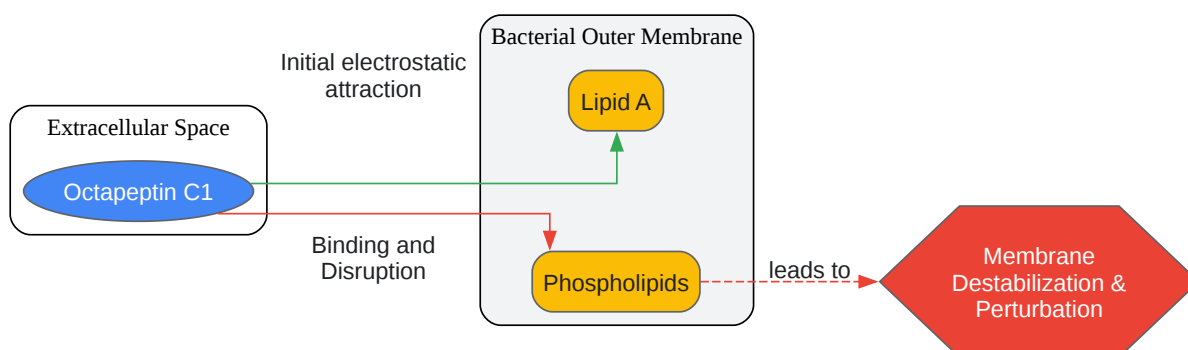 Bacterial Outer Membrane
Initial electrostatic
attraction
Lipid A
Extracellular Space
Octapeptin C1
Binding and
Disruption
Phospholipids
leads to
Membrane
Destabilization &
Perturbation